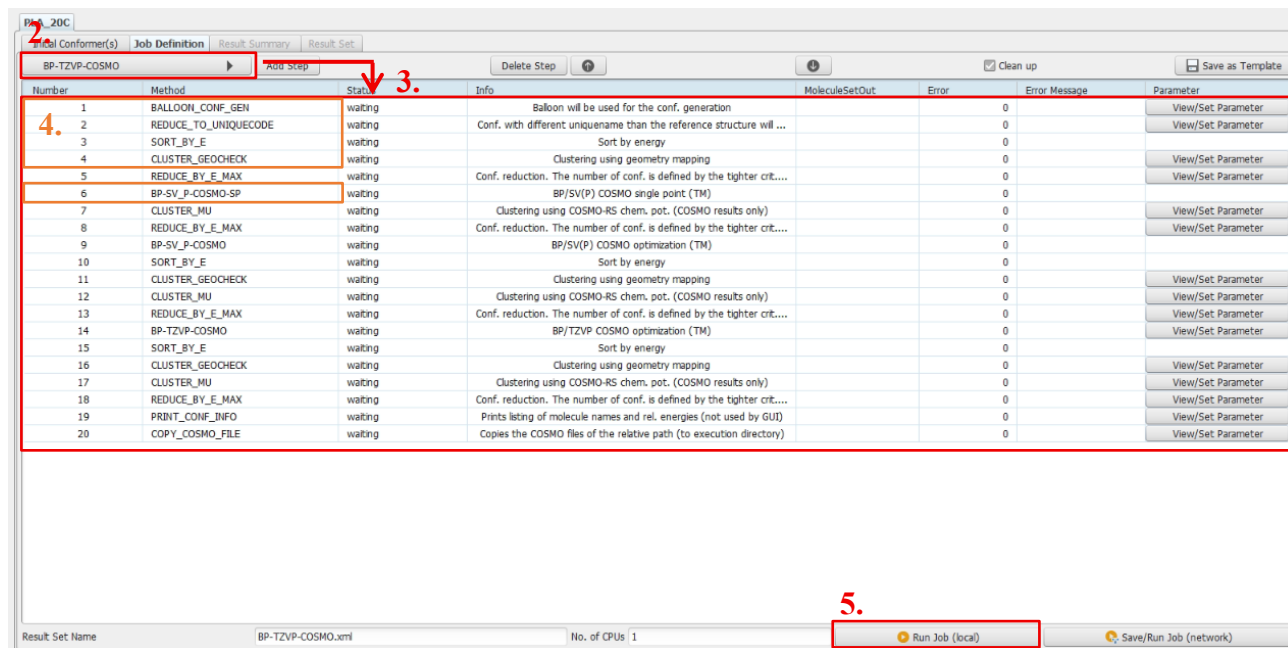 PLA_20C
2.
Initial Conformer(s) Job Definition Result Summary Result Set
BP-TZVP-COSMO Add Step Delete Step Clean up Save as Template
3.
Number Method Status Info MoleculeSetOut Error Error Message Parameter
4.
1 BALLOON_CONF_GEN waiting Balloon will be used for the conf. generation 0 View/Set Parameter
2 REDUCE_TO_UNIQUECODE waiting Conf. with different uniquename than the reference structure will ... 0 View/Set Parameter
3 SORT_BY_E waiting Sort by energy 0
4 CLUSTER_GEOCHECK waiting Clustering using geometry mapping 0 View/Set Parameter
5 REDUCE_BY_E_MAX waiting Conf. reduction. The number of conf. is defined by the tighter crit.... 0 View/Set Parameter
6 BP-SV_P-COSMO-SP waiting BP/SV(P) COSMO single point (TM) 0
7 CLUSTER_MU waiting Clustering using COSMO-RS chem. pot. (COSMO results only) 0 View/Set Parameter
8 REDUCE_BY_E_MAX waiting Conf. reduction. The number of conf. is defined by the tighter crit.... 0 View/Set Parameter
9 BP-SV_P-COSMO waiting BP/SV(P) COSMO optimization (TM) 0
10 SORT_BY_E waiting Sort by energy 0
11 CLUSTER_GEOCHECK waiting Clustering using geometry mapping 0 View/Set Parameter
12 CLUSTER_MU waiting Clustering using COSMO-RS chem. pot. (COSMO results only) 0 View/Set Parameter
13 REDUCE_BY_E_MAX waiting Conf. reduction. The number of conf. is defined by the tighter crit.... 0 View/Set Parameter
14 BP-TZVP-COSMO waiting BP/TZVP COSMO optimization (TM) 0
15 SORT_BY_E waiting Sort by energy 0
16 CLUSTER_GEOCHECK waiting Clustering using geometry mapping 0 View/Set Parameter
17 CLUSTER_MU waiting Clustering using COSMO-RS chem. pot. (COSMO results only) 0 View/Set Parameter
18 REDUCE_BY_E_MAX waiting Conf. reduction. The number of conf. is defined by the tighter crit.... 0 View/Set Parameter
19 PRINT_CONF_INFO waiting Prints listing of molecule names and rel. energies (not used by GUI) 0 View/Set Parameter
20 COPY_COSMO_FILE waiting Copies the COSMO files of the relative path (to execution directory) 0 View/Set Parameter
5.
Result Set Name BP-TZVP-COSMO.xml No. of CPUs 1 Run Job (local) Save/Run Job (network)